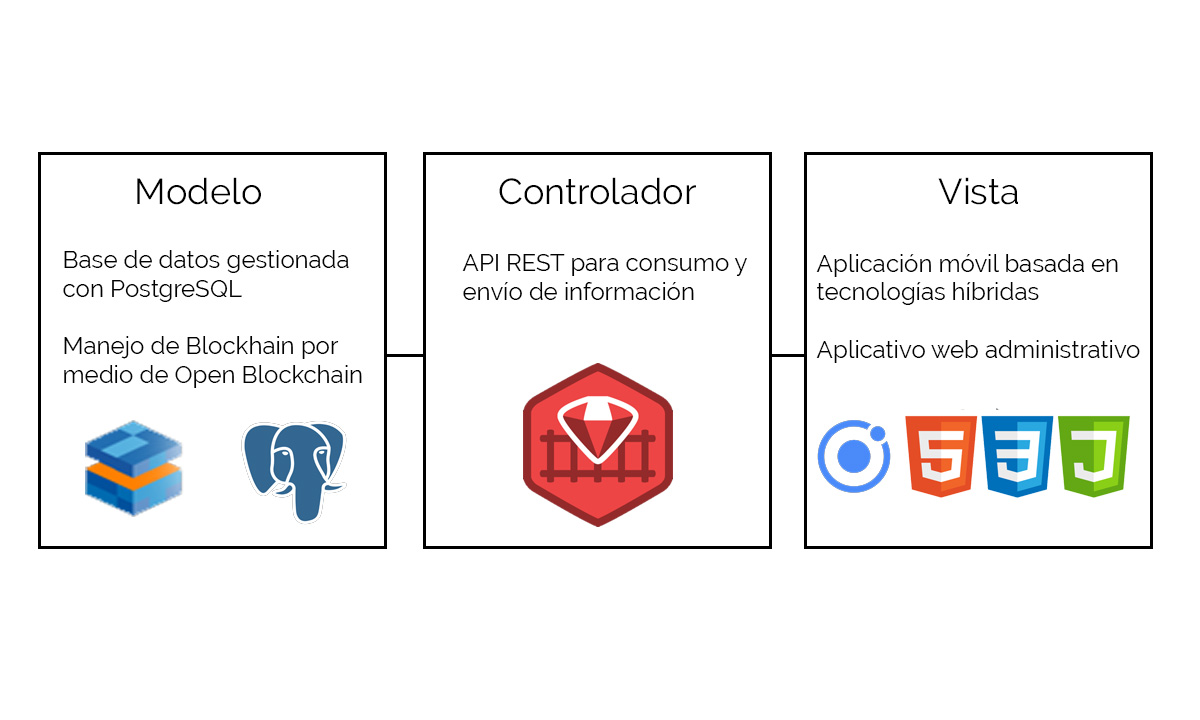 Modelo
Base de datos gestionada
con PostgreSQL
Manejo de Blockhain por
medio de Open Blockchain
Controlador
API REST para consumo y
envío de información
Vista
Aplicación móvil basada en
tecnologías híbridas
Aplicativo web administrativo
5
3
J